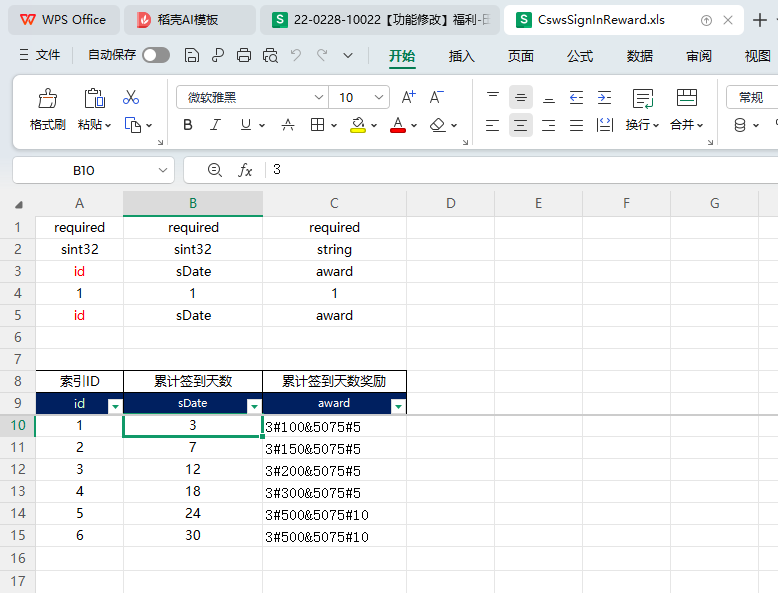 WPS Office 稻壳AI模板 22-0228-10022【功能修改】福利- CswsSignInReward.xls
文件 自动保存 开始 插入 页面 公式 数据 审阅 视图
微软雅黑 10 A+ A- 常规
格式刷 粘贴 B I U A A 换行 合并
B10 fx 3
A B C D E F G
1 required required required
2 sint32 sint32 string
3 id sDate award
4 1 1 1
5 id sDate award
6
7
8 索引ID 累计签到天数 累计签到天数奖励
9 id sDate award
10 1 3 3#100&5075#5
11 2 7 3#150&5075#5
12 3 12 3#200&5075#5
13 4 18 3#300&5075#5
14 5 24 3#500&5075#10
15 6 30 3#500&5075#10
16
17